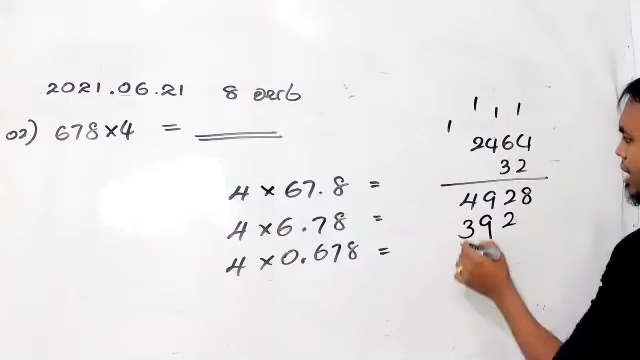 2021.06.21 8
02) 678×4 =
4 × 67.8 =
4 × 6.78 =
4 × 0.678 =
1
1 1 1
2464
32
4928
392